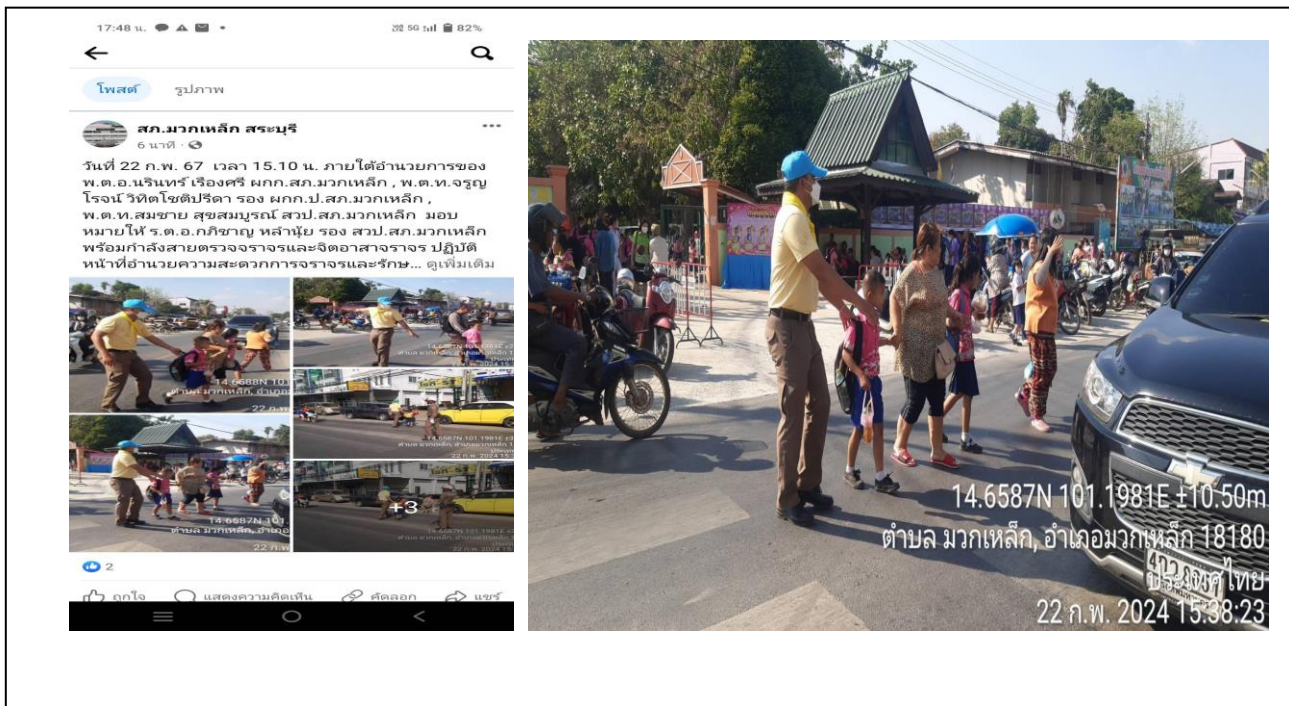 17:48 น.
5G 82%
โพสต์ รูปภาพ
สภ.มวกเหล็ก สระบุรี
6 นาที
วันที่ 22 ก.พ. 67 เวลา 15.10 น. ภายใต้อำนวยการของ
พ.ต.อ.นรินทร์ เรืองศรี ผกก.สภ.มวกเหล็ก , พ.ต.ท.จรูญ
โรจน์ วิทิตโชติปรีดา รอง ผกก.ป.สภ.มวกเหล็ก ,
พ.ต.ท.สมชาย สุขสมบูรณ์ สวป.สภ.มวกเหล็ก มอบ
หมายให้ ร.ต.อ.กภิชาญ หลำนุ้ย รอง สวป.สภ.มวกเหล็ก
พร้อมกำลังสายตรวจจราจรและจิตอาสาจราจร ปฏิบัติ
หน้าที่อำนวยความสะดวกการจราจรและรักษ... ดูเพิ่มเติม
+3
2
ถูกใจ แสดงความคิดเห็น คัดลอก แชร์
14.6587N 101.1981E ±10.50m
ตำบล มวกเหล็ก, อำเภอมวกเหล็ก 18180
ประเทศไทย
22 ก.พ. 2024 15:38:23